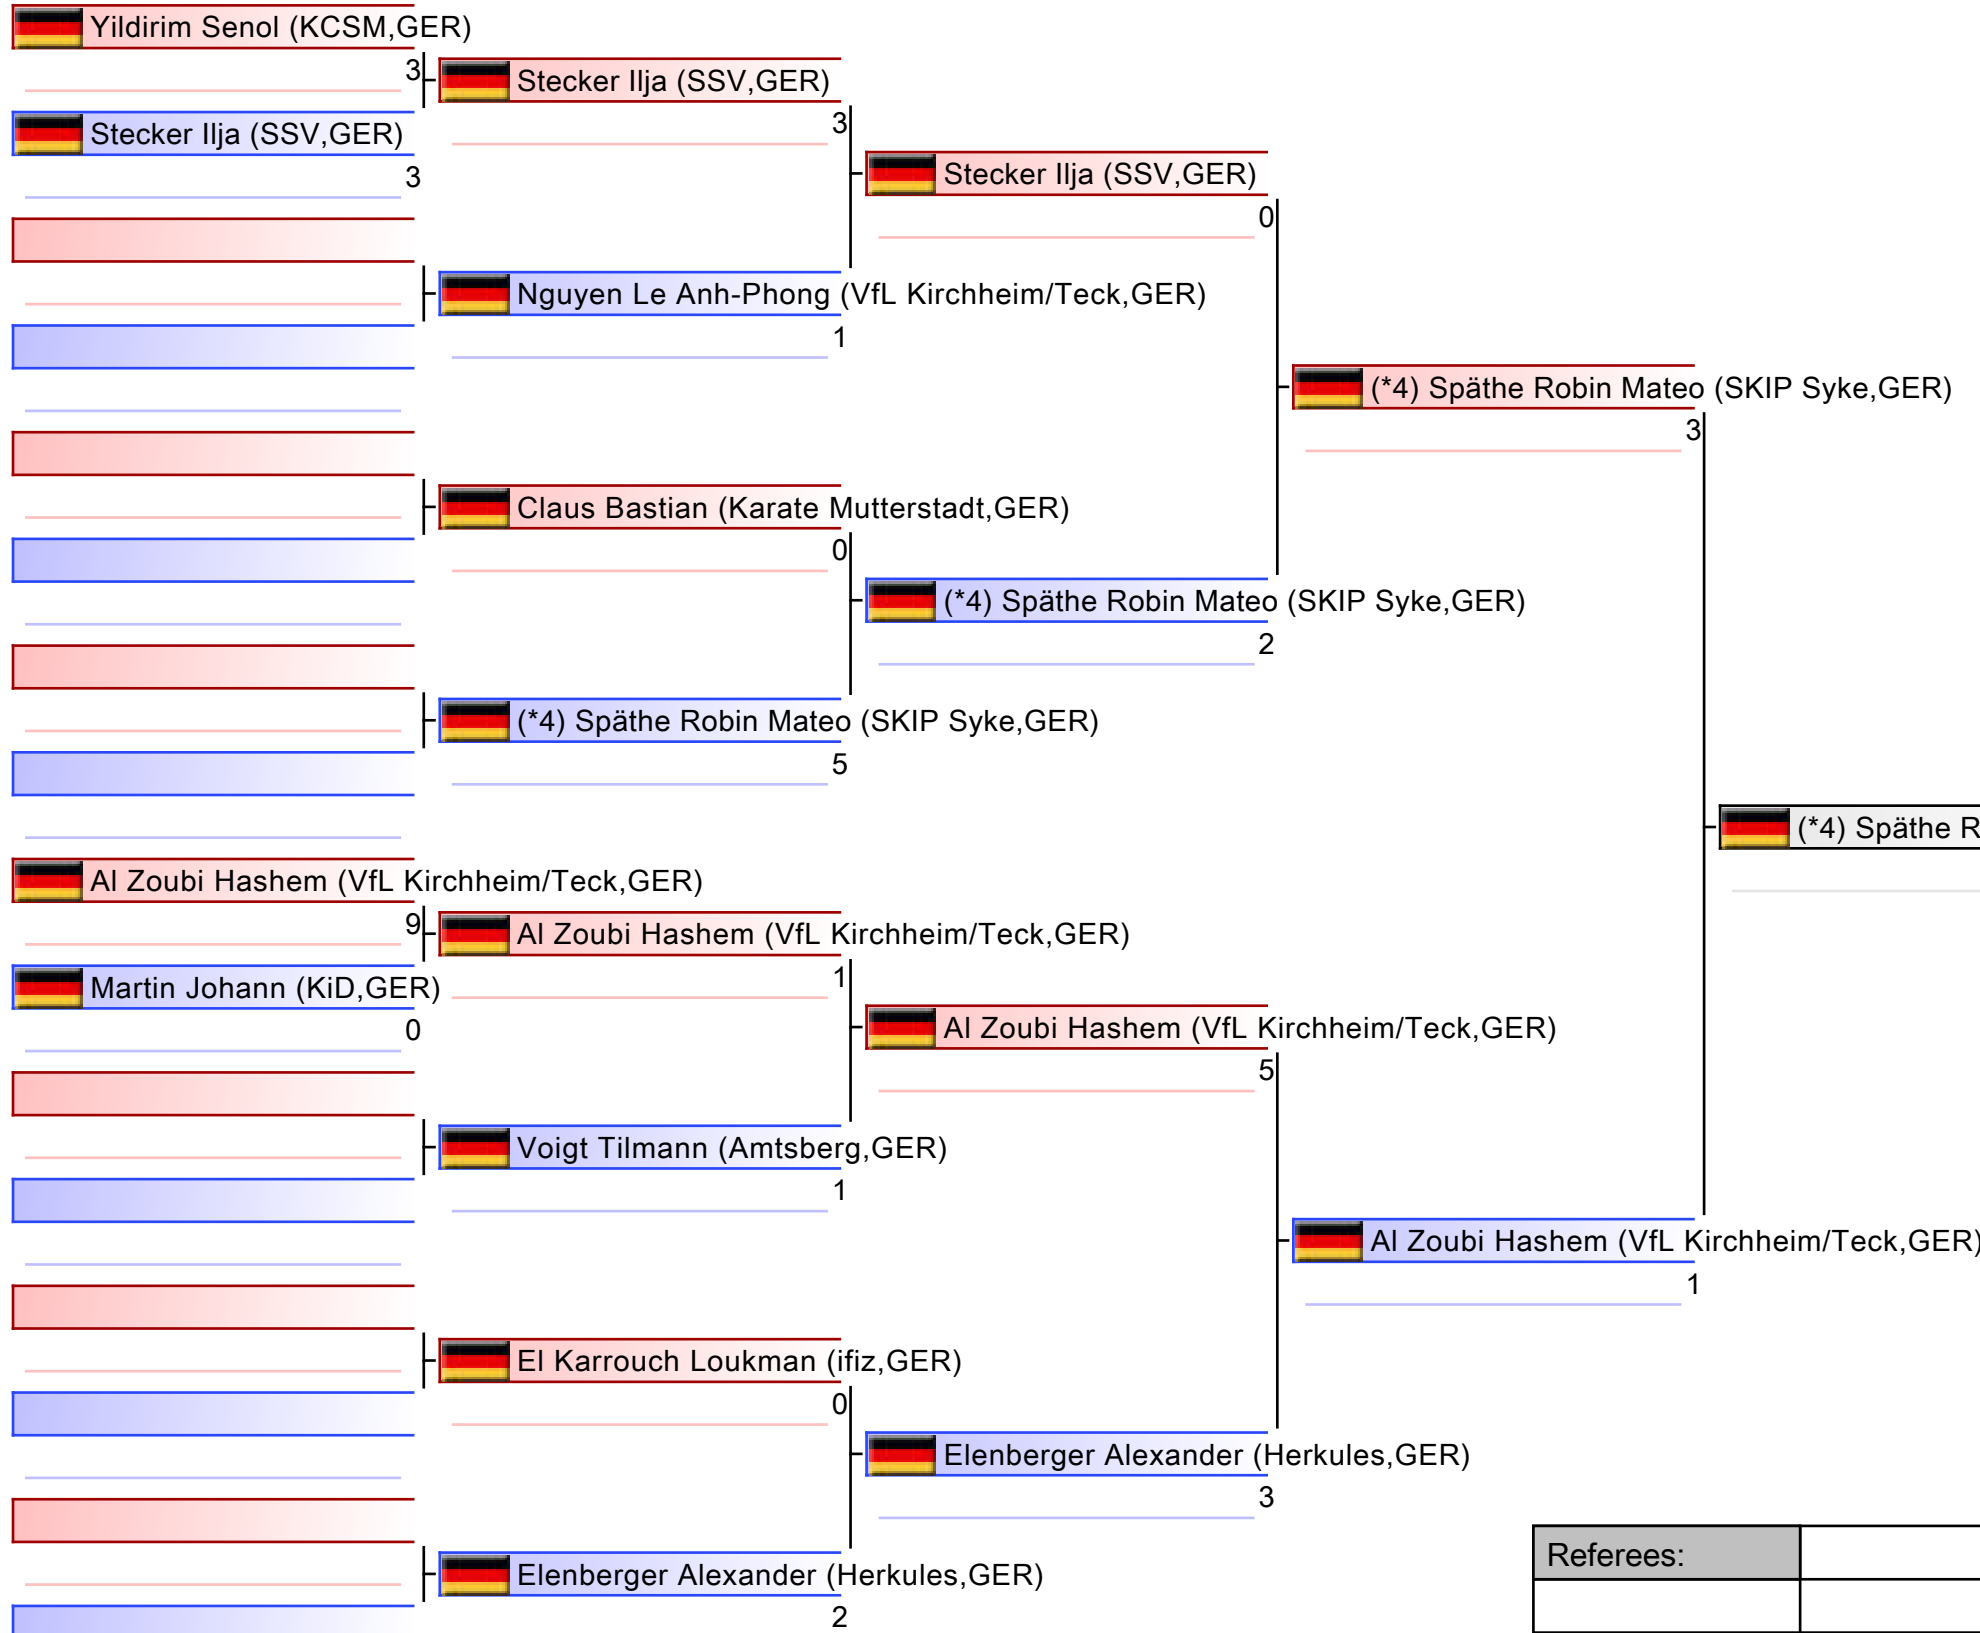 Yildirim Senol (KCSM,GER)
3
Stecker Ilja (SSV,GER)
3
Stecker Ilja (SSV,GER)
3
Nguyen Le Anh-Phong (VfL Kirchheim/Teck,GER)
1
Stecker Ilja (SSV,GER)
0
Claus Bastian (Karate Mutterstadt,GER)
0
(*4) Späthe Robin Mateo (SKIP Syke,GER)
5
(*4) Späthe Robin Mateo (SKIP Syke,GER)
2
(*4) Späthe Robin Mateo (SKIP Syke,GER)
3
(*4) Späthe R
Al Zoubi Hashem (VfL Kirchheim/Teck,GER)
9
Martin Johann (KiD,GER)
0
Al Zoubi Hashem (VfL Kirchheim/Teck,GER)
1
Voigt Tilmann (Amtsberg,GER)
1
Al Zoubi Hashem (VfL Kirchheim/Teck,GER)
5
El Karrouch Loukman (ifiz,GER)
0
Elenberger Alexander (Herkules,GER)
2
Elenberger Alexander (Herkules,GER)
3
Al Zoubi Hashem (VfL Kirchheim/Teck,GER)
1
Referees: